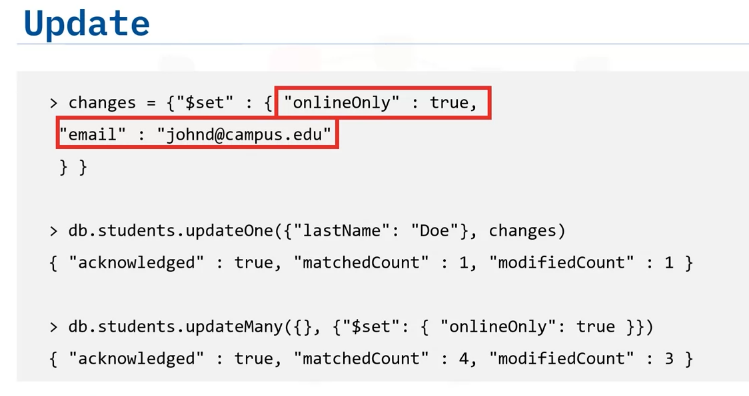 Update
> changes = {"$set" : { "onlineOnly" : true,
"email" : "johnd@campus.edu"
} }
> db.students.updateOne({"lastName": "Doe"}, changes)
{ "acknowledged" : true, "matchedCount" : 1, "modifiedCount" : 1 }
> db.students.updateMany({}, {"$set": { "onlineOnly": true }})
{ "acknowledged" : true, "matchedCount" : 4, "modifiedCount" : 3 }